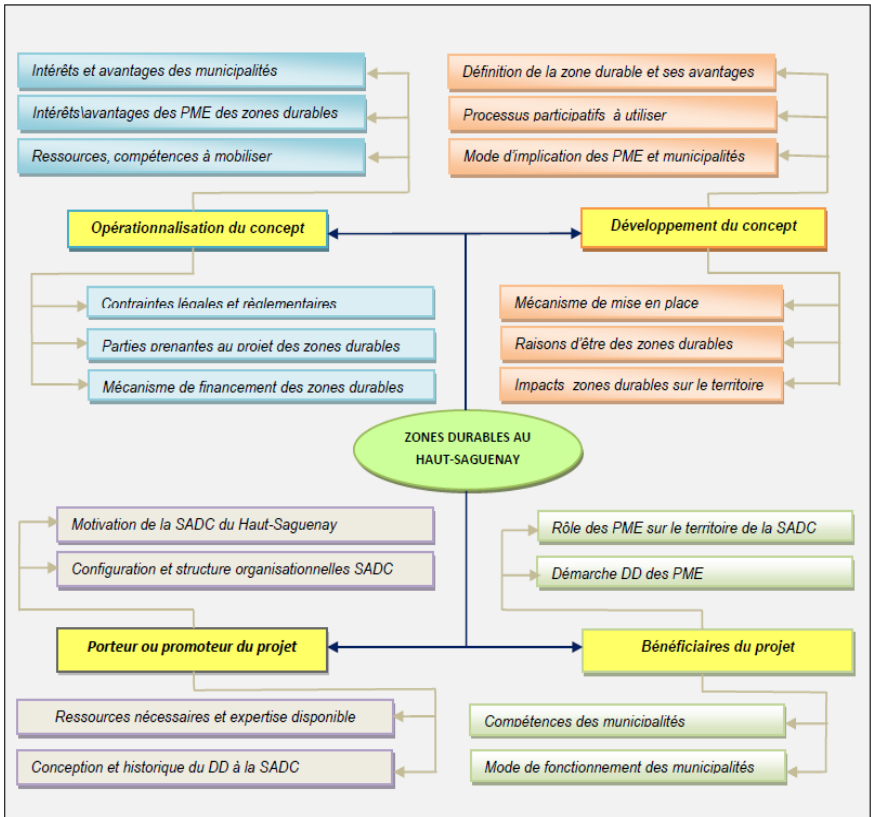 Intérêts et avantages des municipalités
Intérêts\avantages des PME des zones durables
Ressources, compétences à mobiliser
Opérationnalisation du concept
Contraintes légales et règlementaires
Parties prenantes au projet des zones durables
Mécanisme de financement des zones durables
Définition de la zone durable et ses avantages
Processus participatifs à utiliser
Mode d'implication des PME et municipalités
Développement du concept
Mécanisme de mise en place
Raisons d'être des zones durables
Impacts zones durables sur le territoire
ZONES DURABLES AU
HAUT-SAGUENAY
Motivation de la SADC du Haut-Saguenay
Configuration et structure organisationnelles SADC
Porteur ou promoteur du projet
Ressources nécessaires et expertise disponible
Conception et historique du DD à la SADC
Rôle des PME sur le territoire de la SADC
Démarche DD des PME
Bénéficiaires du projet
Compétences des municipalités
Mode de fonctionnement des municipalités